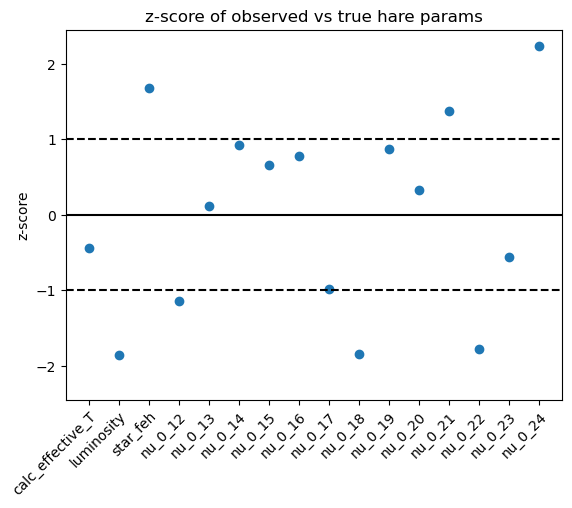 z-score of observed vs true hare params
z-score
2
1
0
−1
−2
calc_effective_T
luminosity
star_feh
nu_0_12
nu_0_13
nu_0_14
nu_0_15
nu_0_16
nu_0_17
nu_0_18
nu_0_19
nu_0_20
nu_0_21
nu_0_22
nu_0_23
nu_0_24